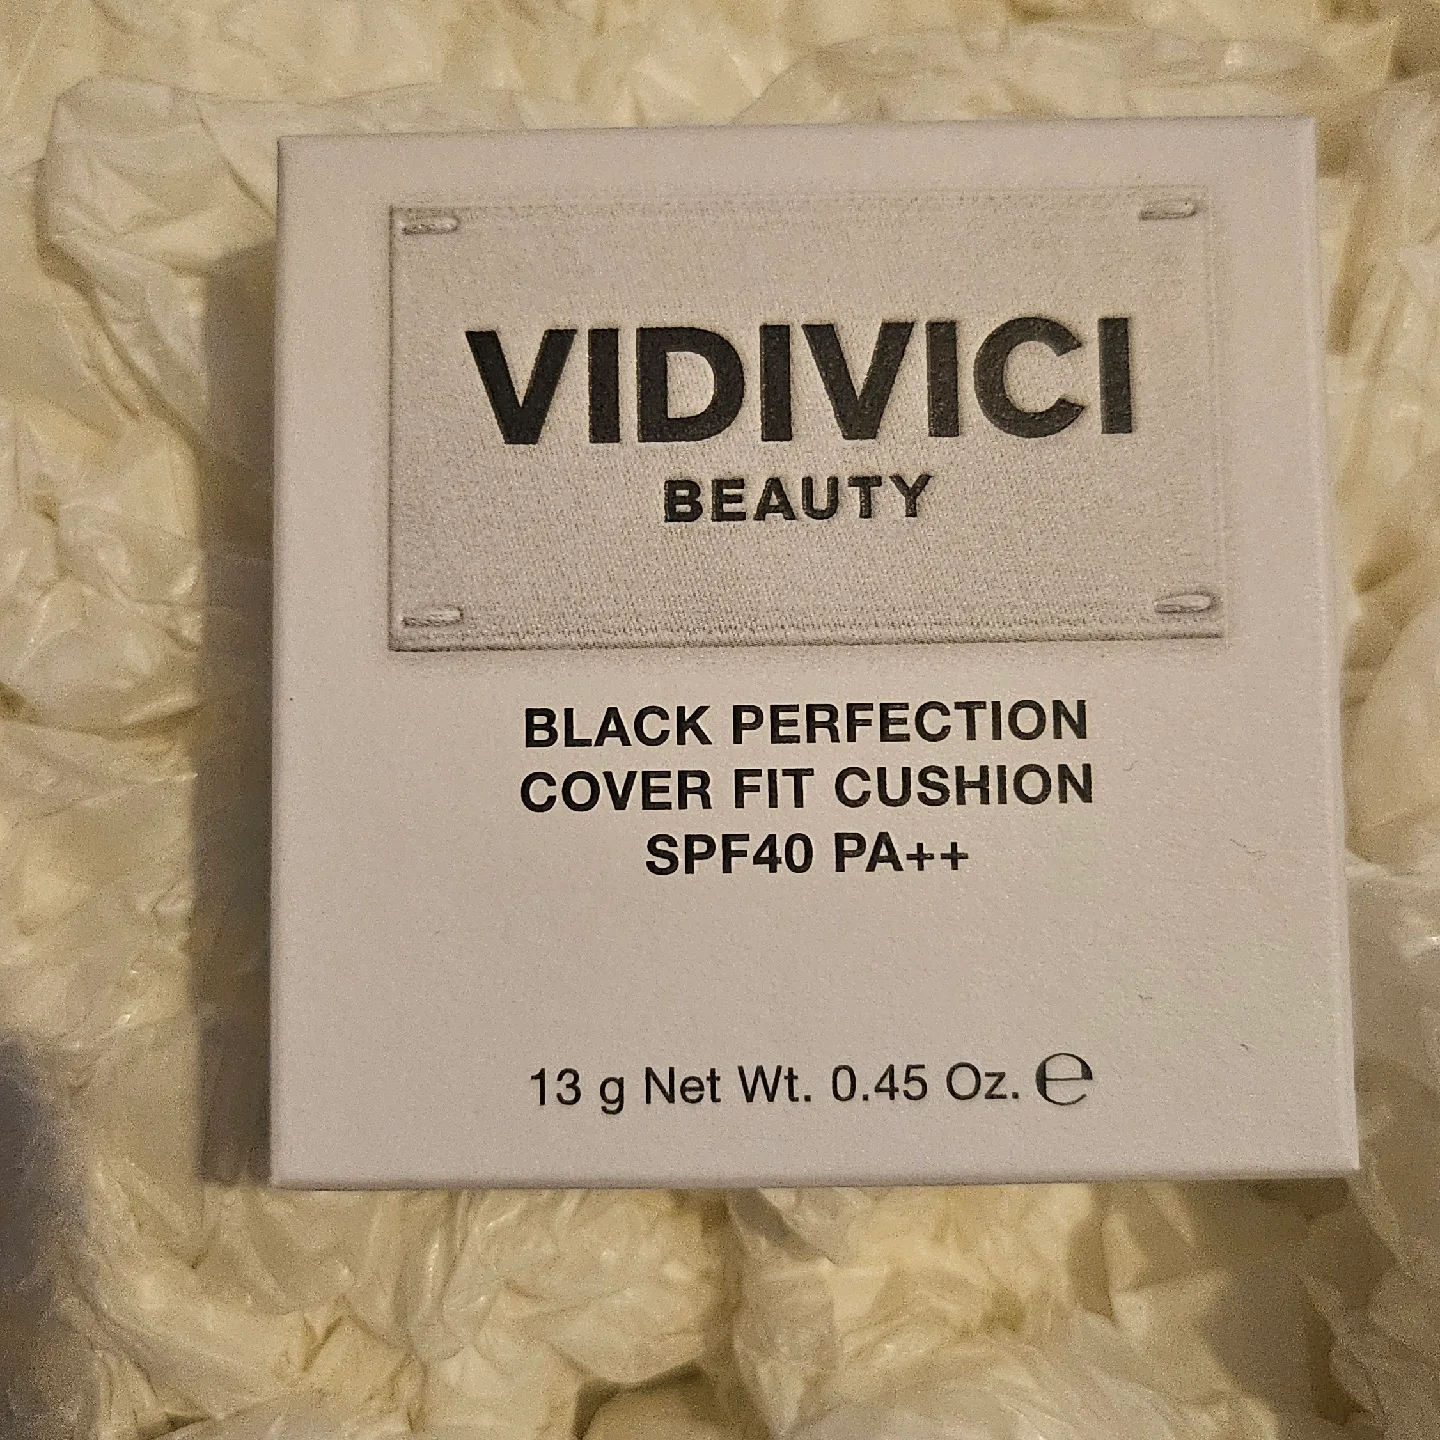 VIDIVICI
BEAUTY
BLACK PERFECTION
COVER FIT CUSHION
SPF40 PA++
13 g Net Wt. 0.45 Oz. ℮